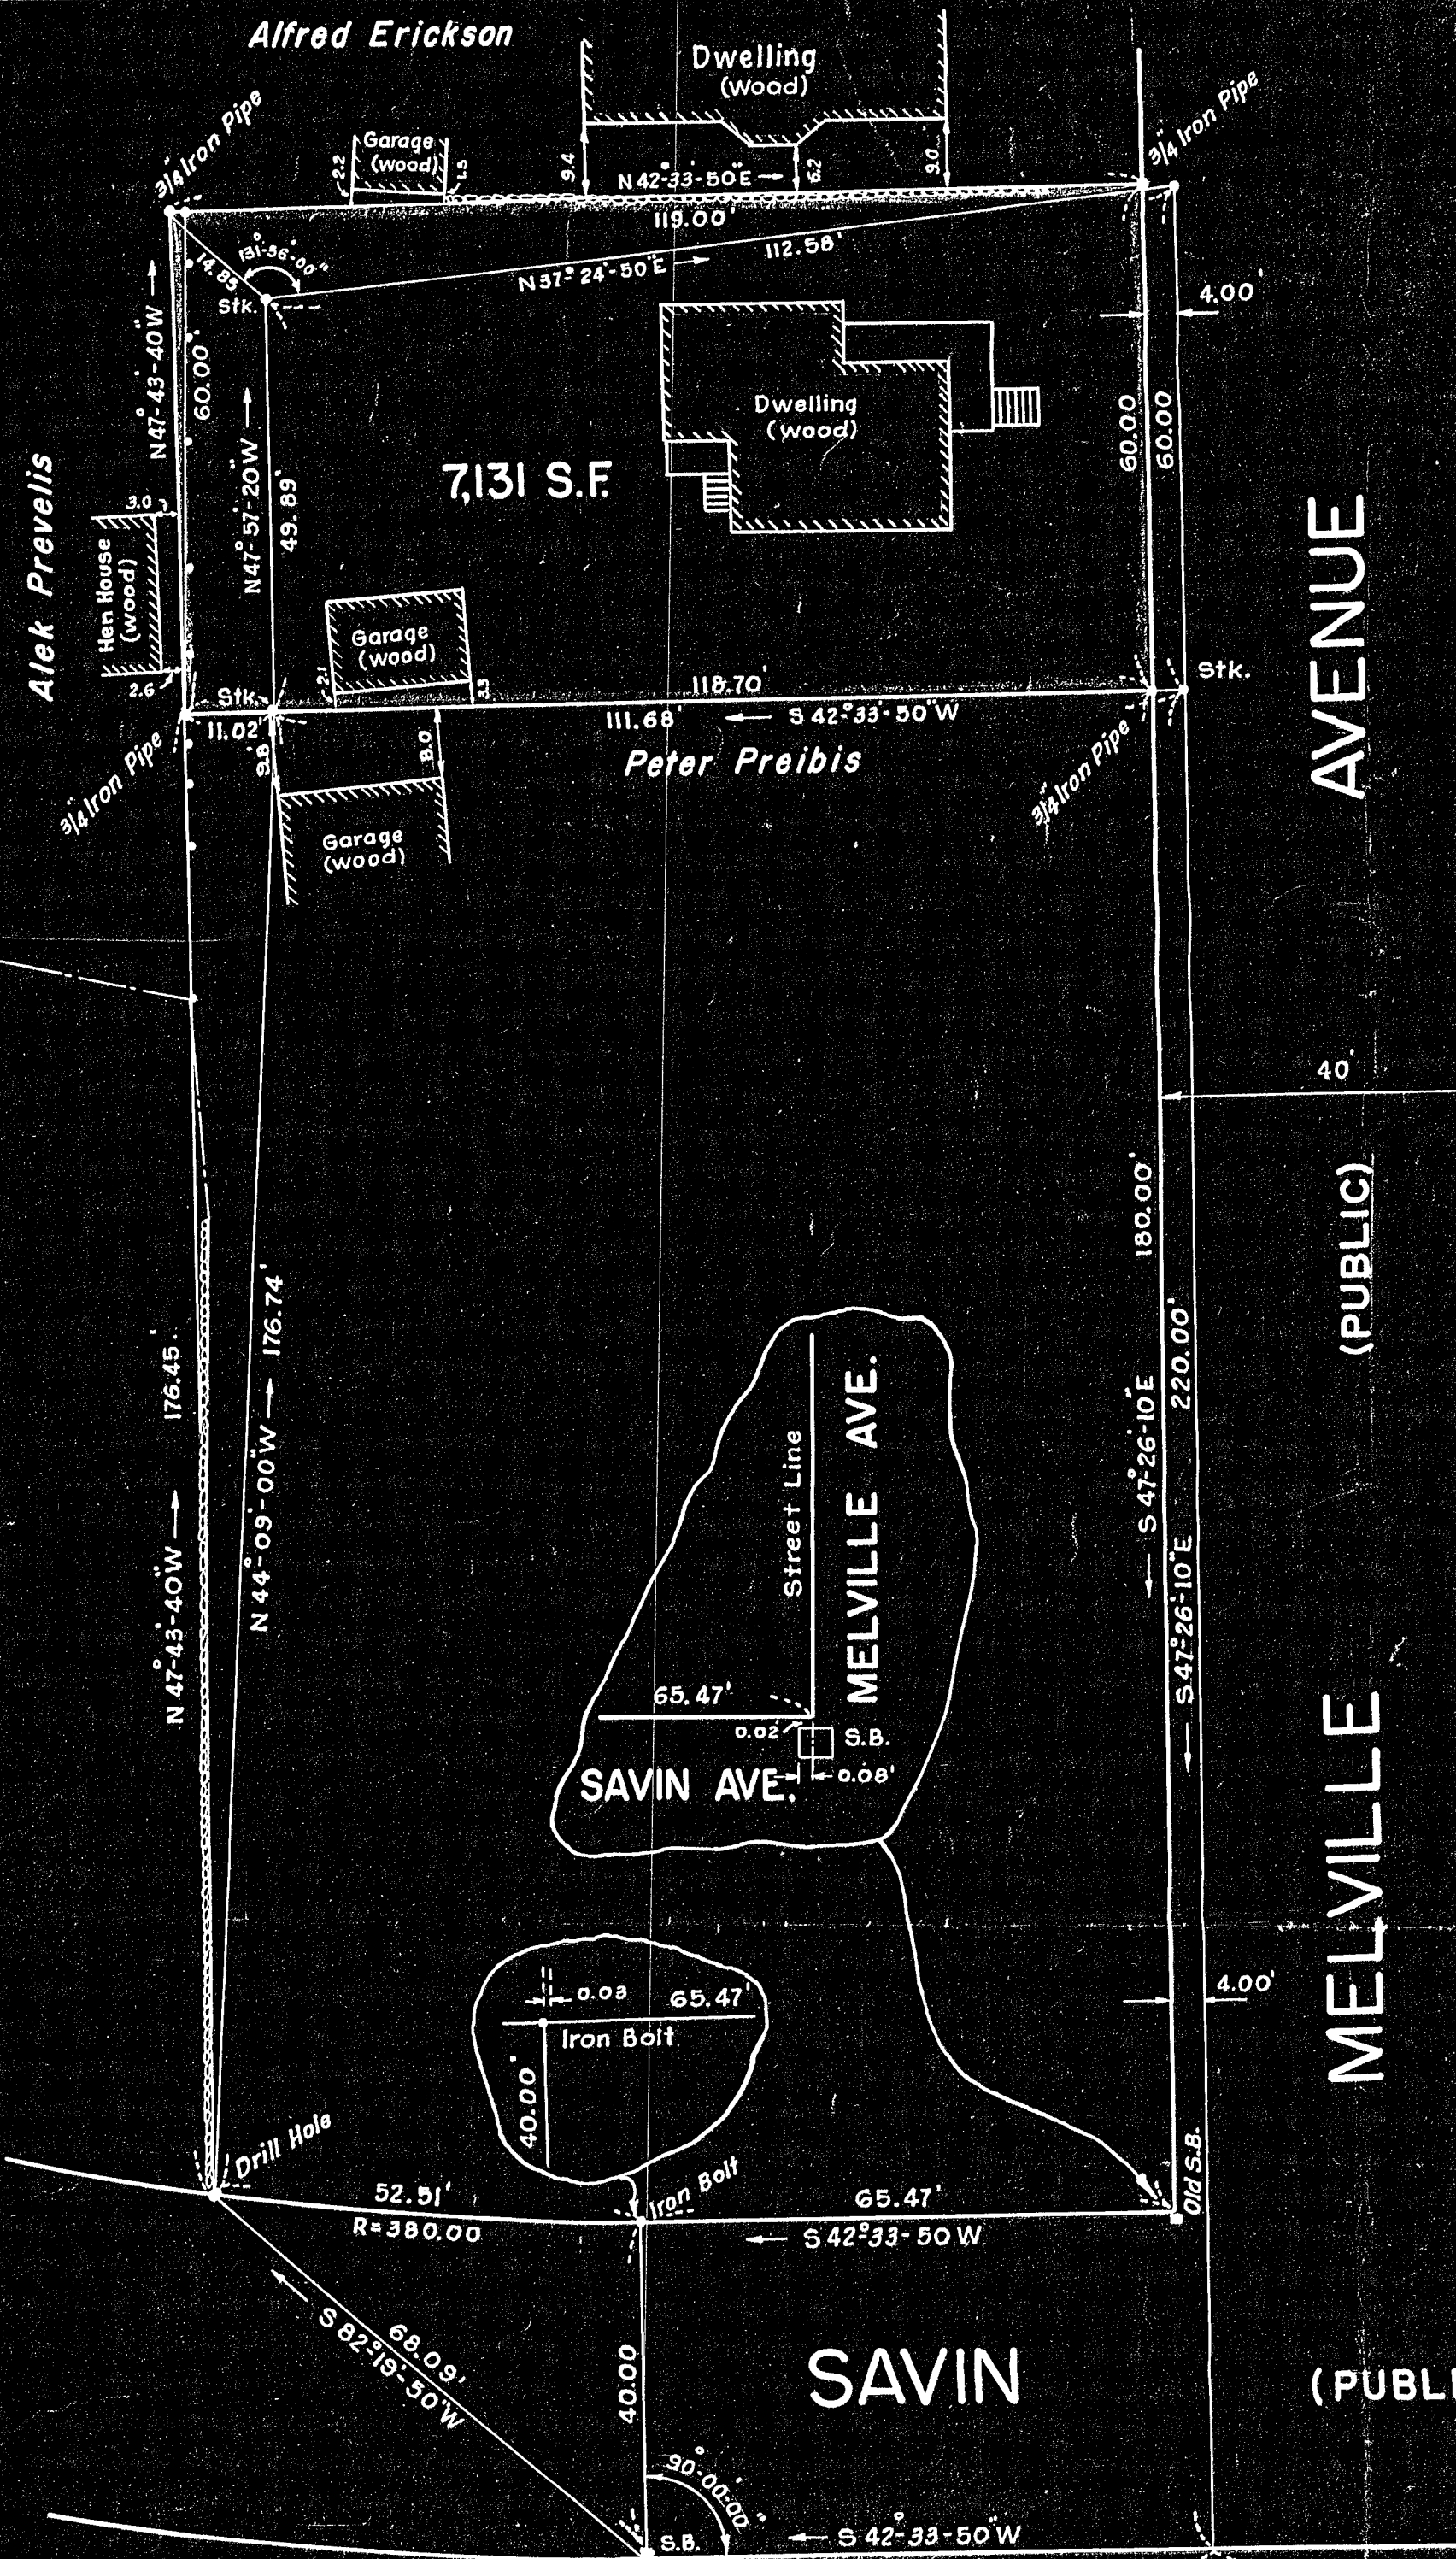 Alfred Erickson
Dwelling
(wood)
3/4" Iron Pipe
3/4" Iron Pipe
Garage
(wood)
2.2
1.5
9.4
N 42°-33'-50"E
6.2
9.0
119.00'
14.85
131°-56'-00"
Stk.
N 37°-24'-50"E
112.58'
4.00'
N 47°-43'-40"W
60.00'
N 47°-57'-20"W
49.89'
7,131 S.F.
Dwelling
(wood)
60.00
60.00
Alek Prevelis
Hen House
(wood)
3.0
2.6
Garage
(wood)
2.1
3.3
Stk.
11.02'
118.70'
111.68'
S 42°-33'-50"W
Stk.
3/4" Iron Pipe
3/4" Iron Pipe
9.8
8.0
Peter Preibis
Garage
(wood)
AVENUE
40'
(PUBLIC)
MELVILLE
180.00'
S 47°-26'-10"E
220.00'
S 47°-26'-10"E
176.45'
N 47°-43'-40"W
176.74'
N 44°-09'-00"W
Street Line
MELVILLE AVE.
65.47'
0.02'
S.B.
SAVIN AVE.
0.08'
0.03
65.47'
Iron Bolt
40.00'
4.00'
Drill Hole
52.51'
R=380.00
Iron Bolt
65.47'
S 42°-33-50 W
Old S.B.
68.09'
S 82°-19'-50"W
40.00
SAVIN
(PUBLI
90°-00'-00"
S.B.
S 42°-33-50"W